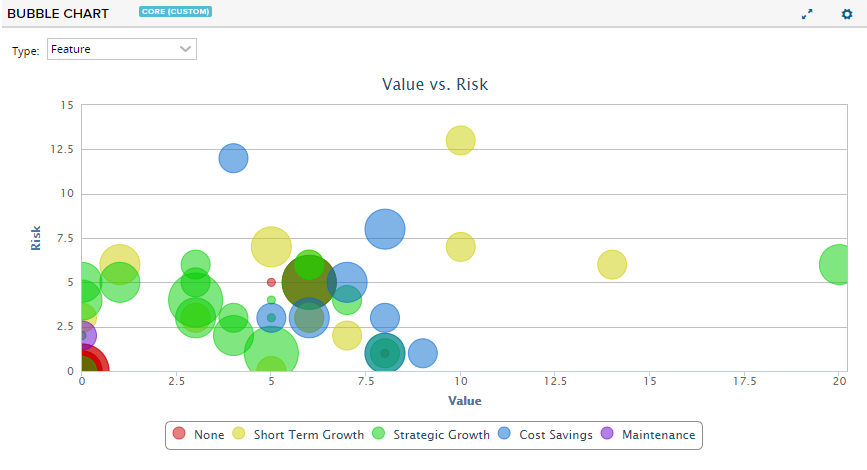 BUBBLE CHART CORE (CUSTOM)
Type: Feature
Value vs. Risk
15
12.5
10
7.5
5
2.5
0
Risk
0 2.5 5 7.5 10 12.5 15 17.5 20
Value
None Short Term Growth Strategic Growth Cost Savings Maintenance